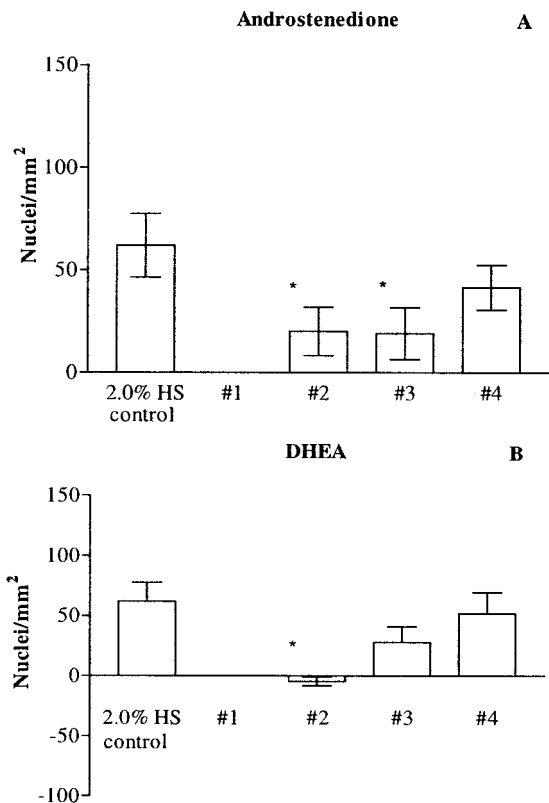 Androstenedione A
150
100
50
0
Nuclei/mm²
* *
2.0% HS control #1 #2 #3 #4
DHEA B
150
100
50
0
-50
-100
Nuclei/mm²
*
2.0% HS control #1 #2 #3 #4